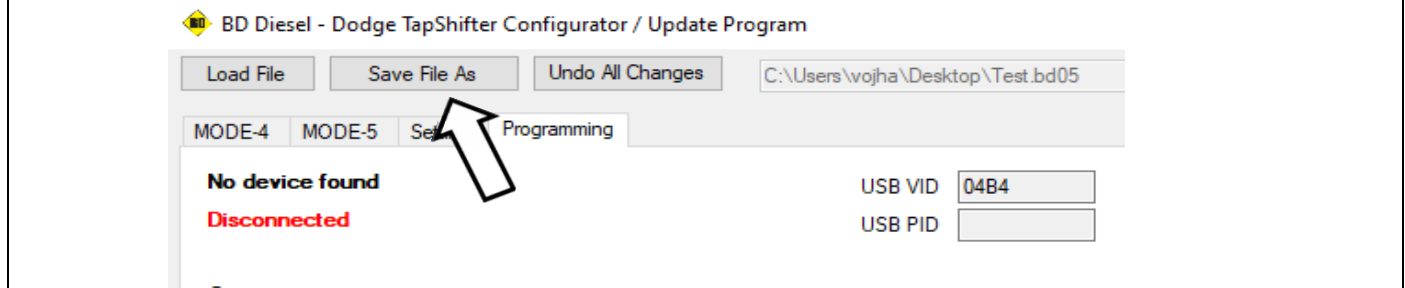 BD Diesel - Dodge TapShifter Configurator / Update Program
Load File Save File As Undo All Changes C:\Users\vojha\Desktop\Test.bd05
MODE-4 MODE-5 Programming
No device found USB VID 04B4
Disconnected USB PID